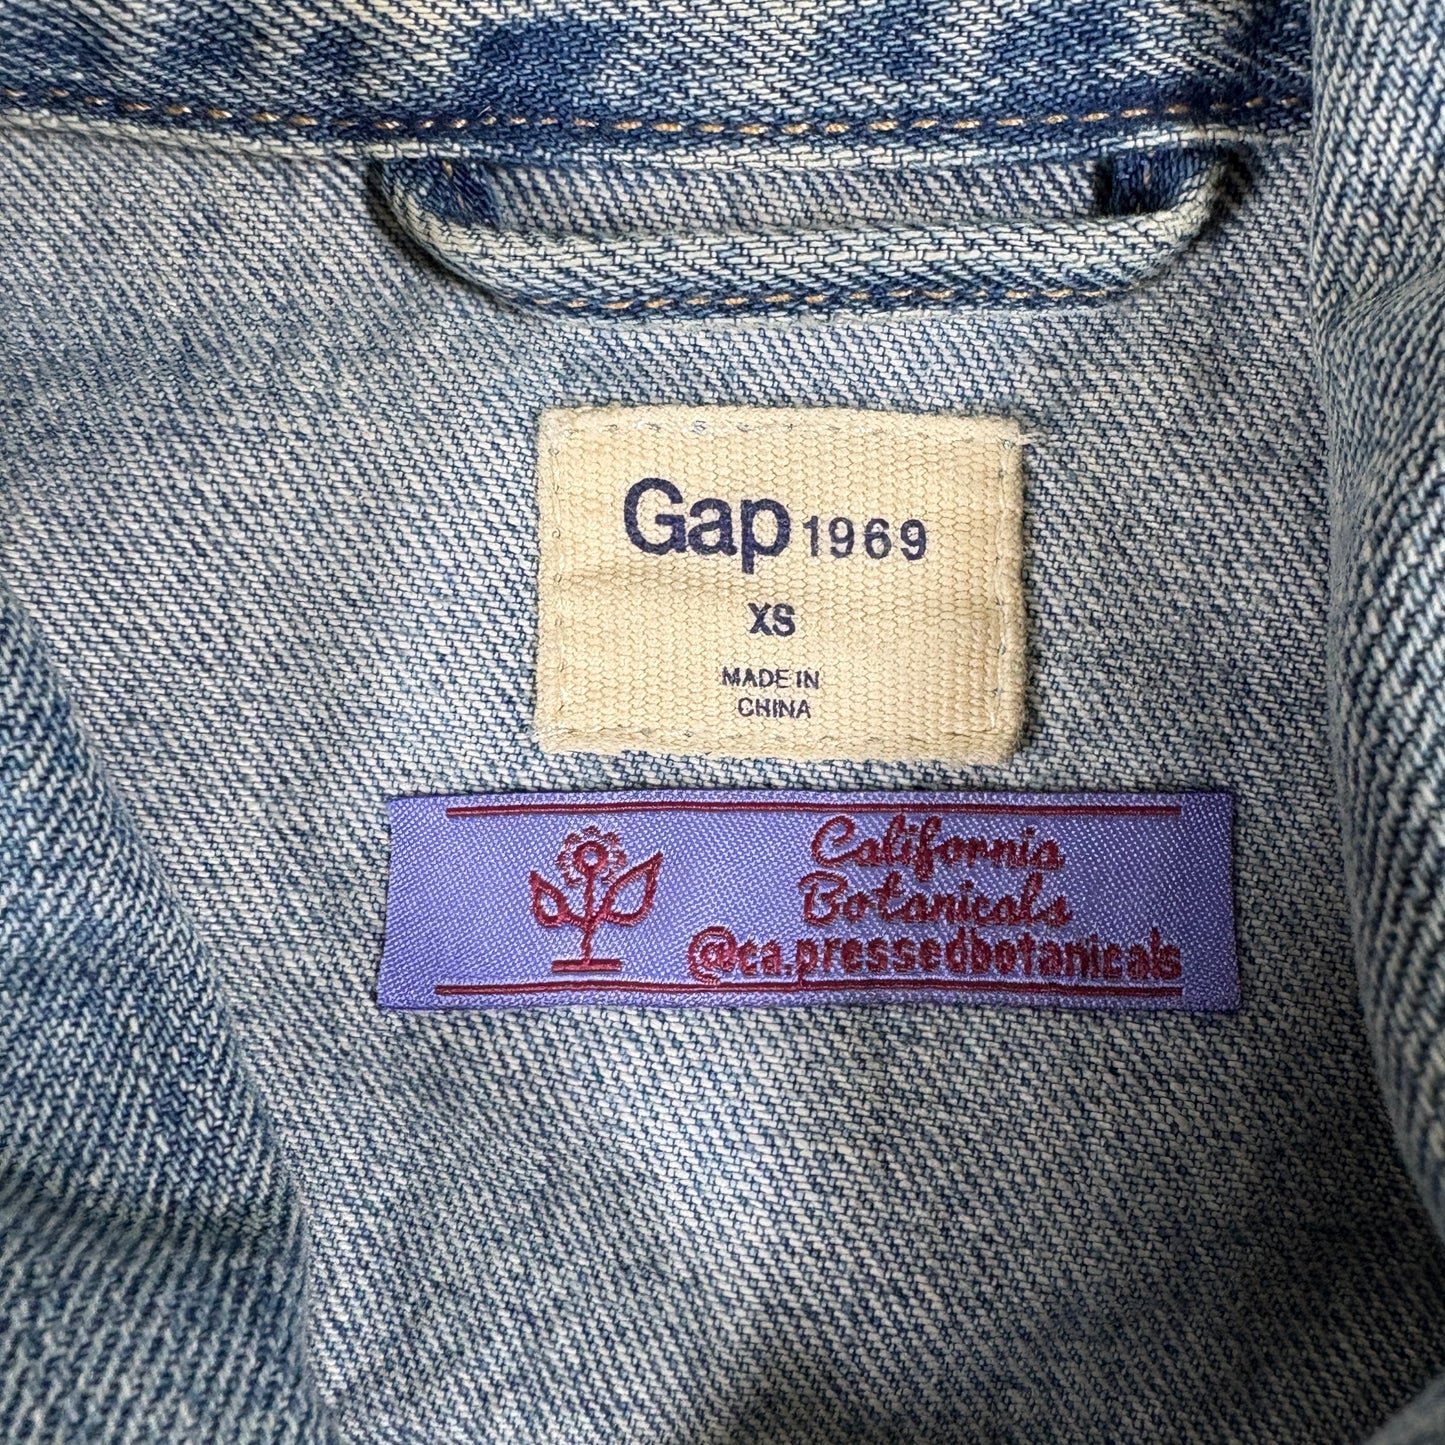 Gap 1969
XS
MADE IN
CHINA
California
Botanicals
@ca.pressedbotanicals